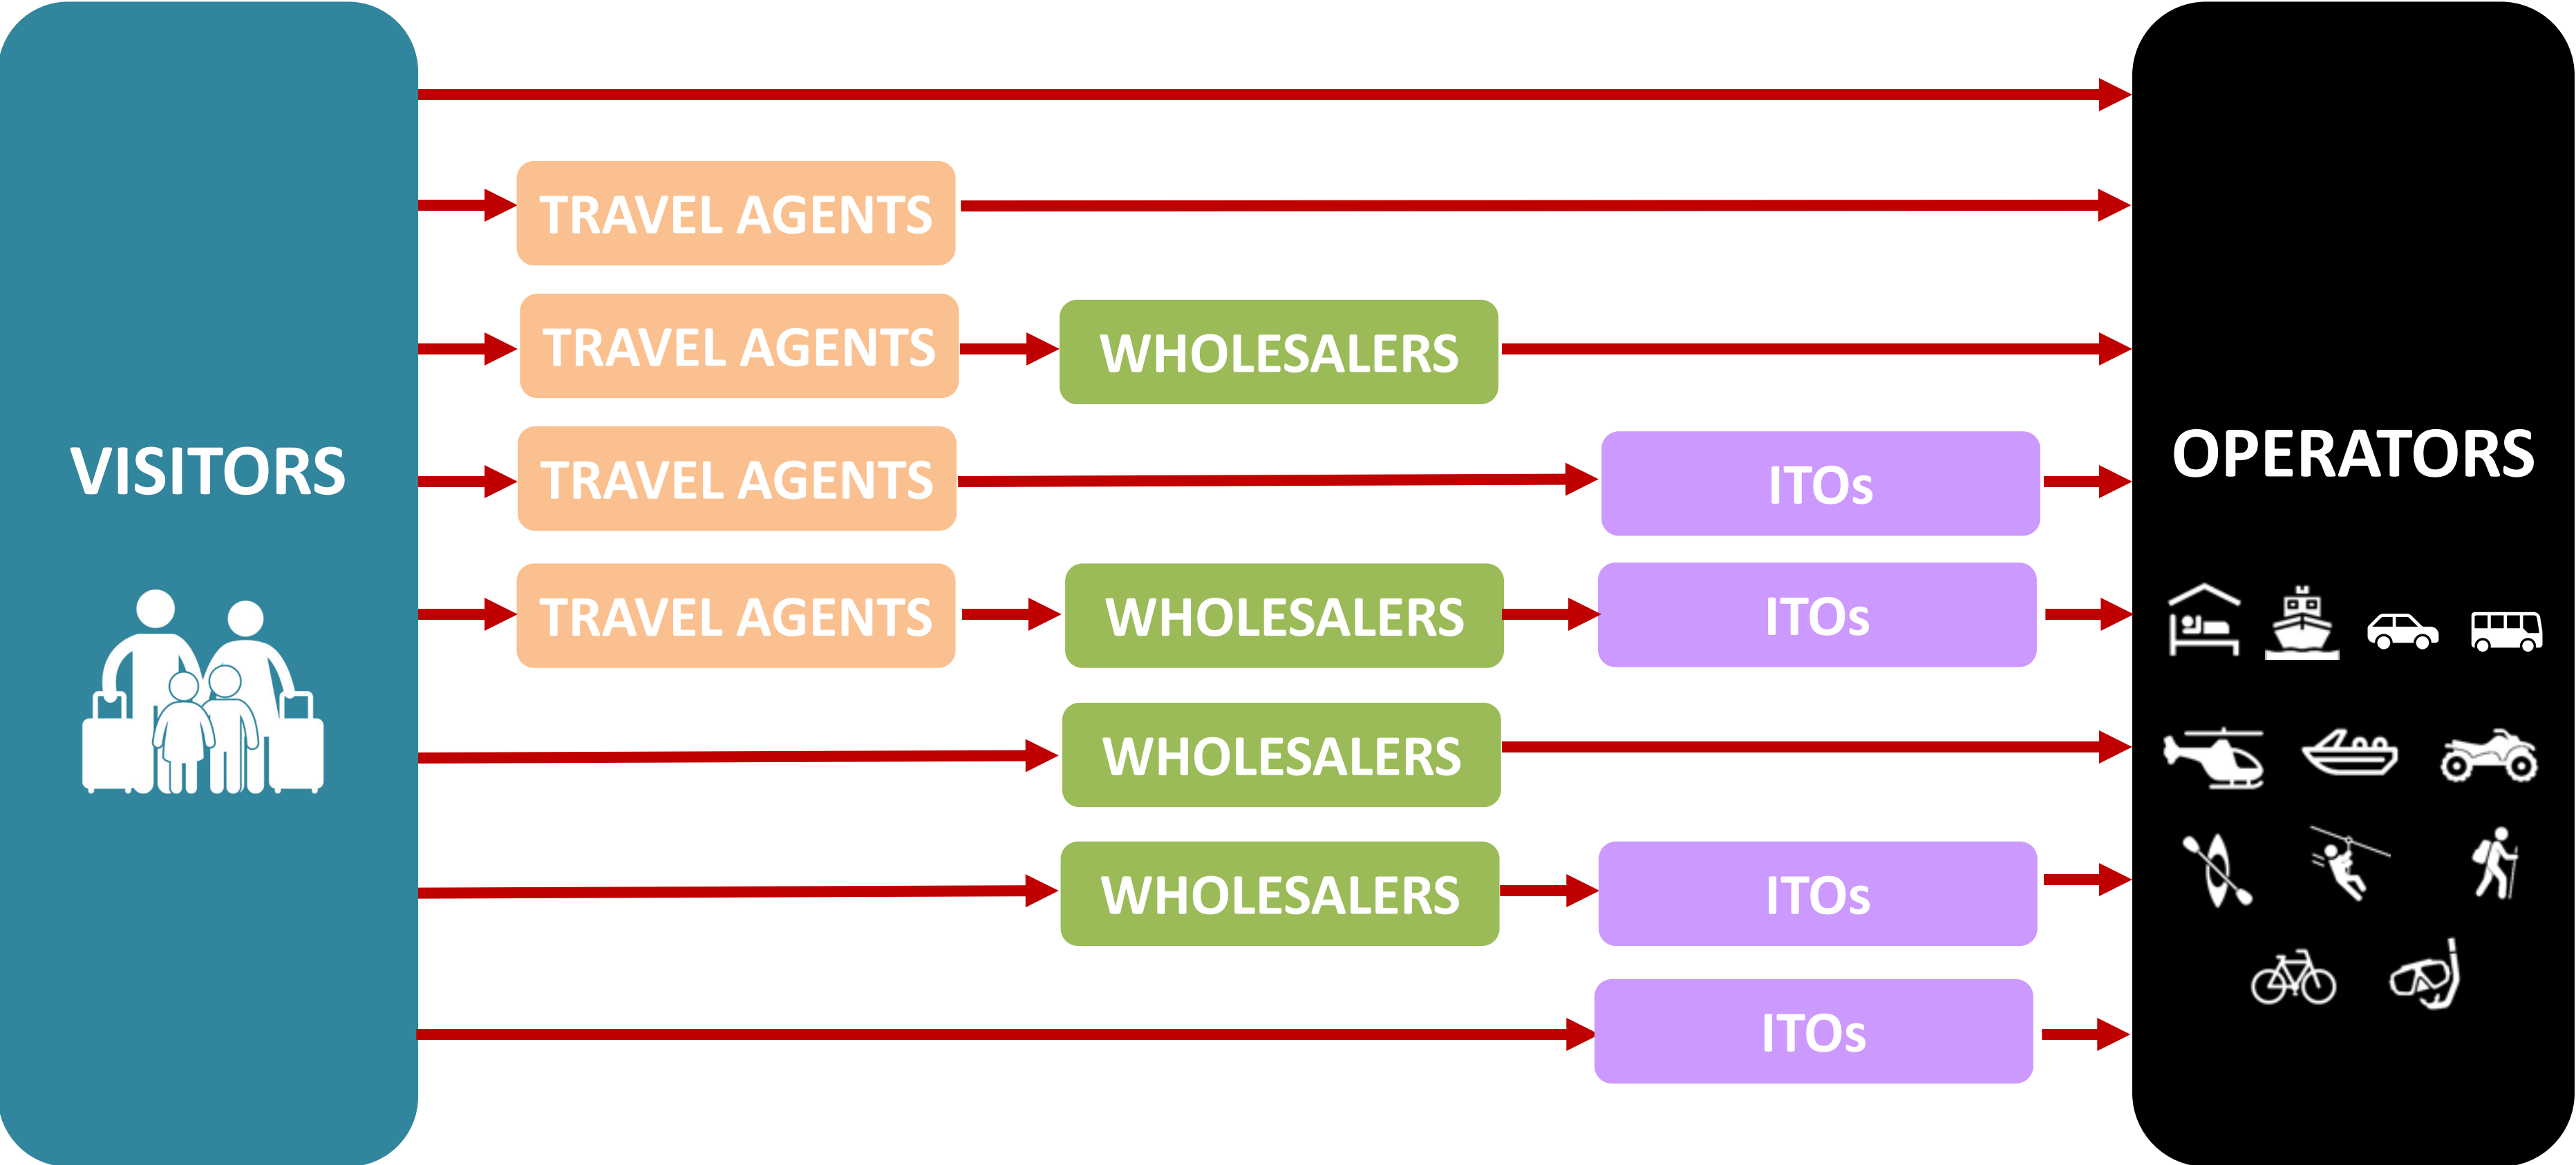 VISITORS
TRAVEL AGENTS
TRAVEL AGENTS
WHOLESALERS
TRAVEL AGENTS
ITOs
TRAVEL AGENTS
WHOLESALERS
ITOs
WHOLESALERS
WHOLESALERS
ITOs
ITOs
OPERATORS